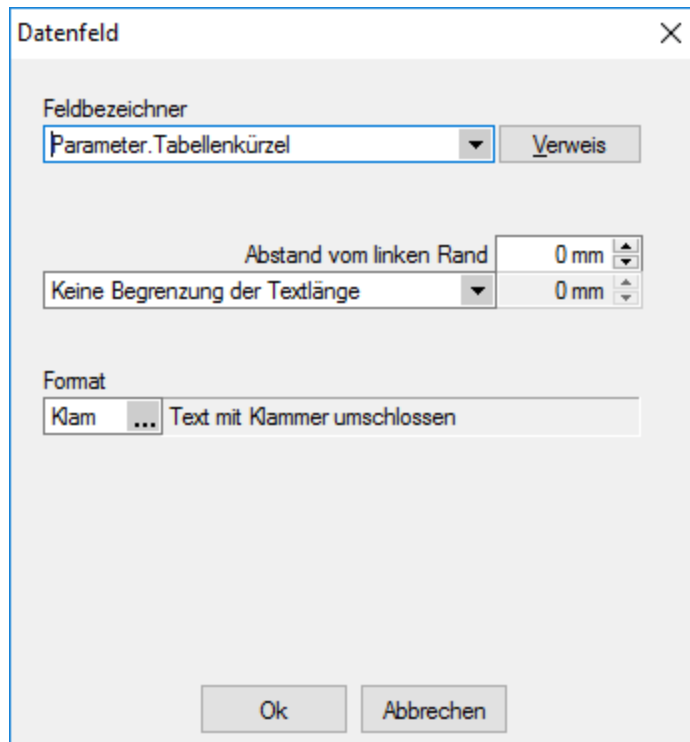 Datenfeld
Feldbezeichner
Parameter.Tabellenkürzel Verweis
Abstand vom linken Rand 0 mm
Keine Begrenzung der Textlänge 0 mm
Format
Klam ... Text mit Klammer umschlossen
Ok Abbrechen